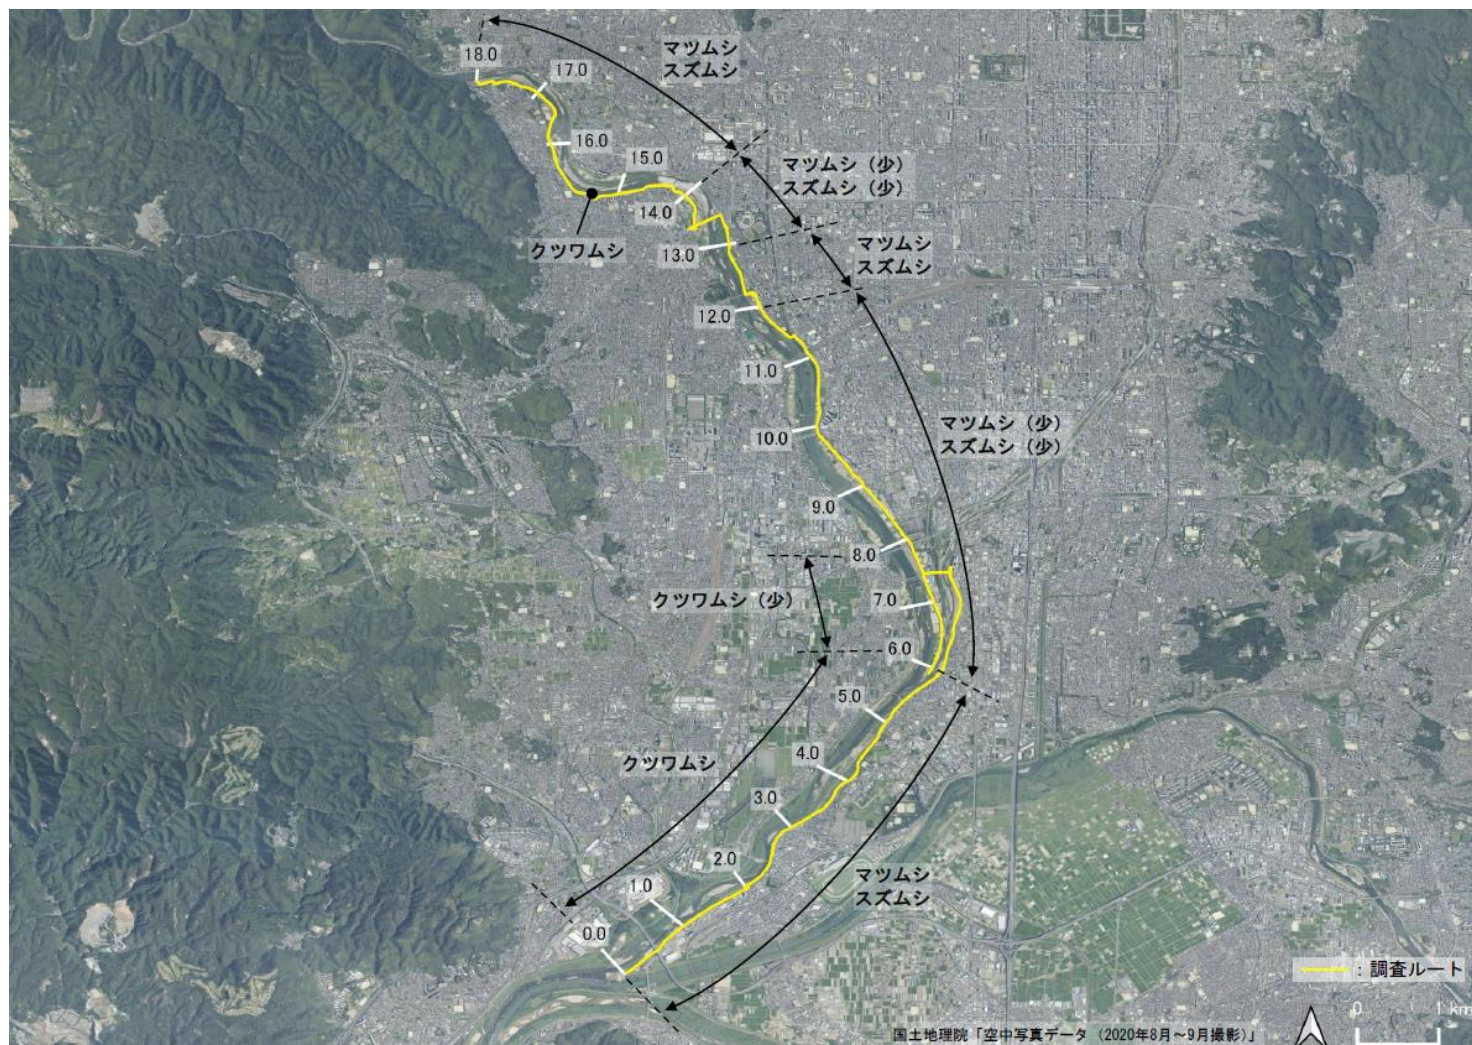 18.0
17.0
マツムシ
スズムシ
16.0
15.0
マツムシ（少）
スズムシ（少）
14.0
クツワムシ
13.0
マツムシ
スズムシ
12.0
11.0
マツムシ（少）
スズムシ（少）
10.0
9.0
8.0
クツワムシ（少）
7.0
6.0
5.0
クツワムシ
4.0
3.0
2.0
マツムシ
スズムシ
1.0
0.0
：調査ルート
0 1 km
国土地理院「空中写真データ（2020年8月～9月撮影）」